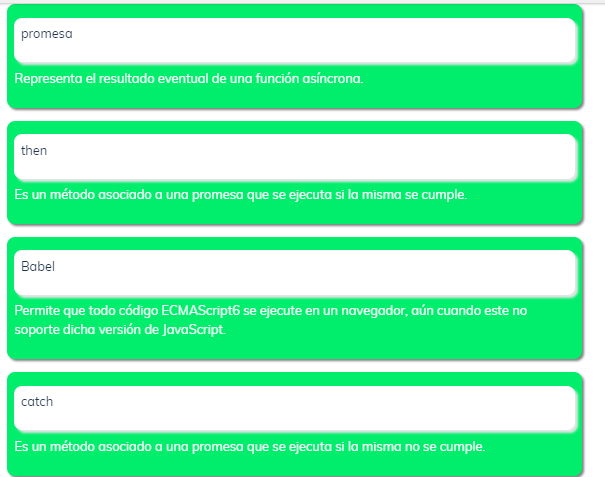 promesa
Representa el resultado eventual de una función asíncrona.
then
Es un método asociado a una promesa que se ejecuta si la misma se cumple.
Babel
Permite que todo código ECMAScript6 se ejecute en un navegador, aún cuando este no
soporte dicha versión de JavaScript.
catch
Es un método asociado a una promesa que se ejecuta si la misma no se cumple.